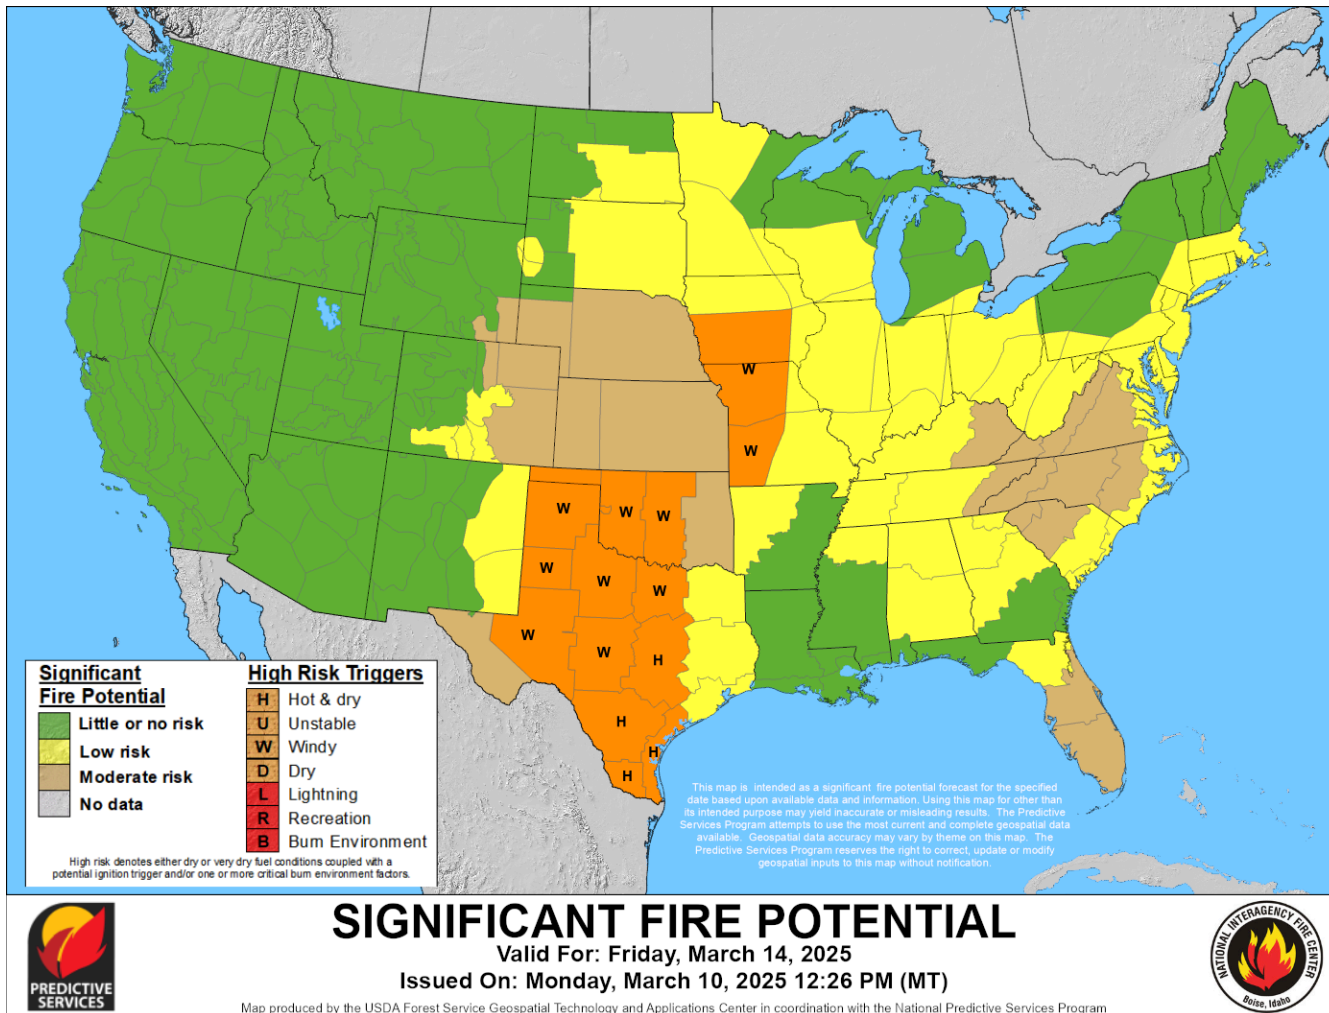 W
W
W
W
W
W
W
W
W
W
H
H
H
H
Significant
Fire Potential
Little or no risk
Low risk
Moderate risk
No data
High Risk Triggers
H Hot & dry
U Unstable
W Windy
D Dry
L Lightning
R Recreation
B Burn Environment
High risk denotes either dry or very dry fuel conditions coupled with a
potential ignition trigger and/or one or more critical burn environment factors.
This map is intended as a significant fire potential forecast for the specified
date based upon available data and information. Using this map for other than
its intended purpose may yield inaccurate or misleading results. The Predictive
Services Program attempts to use the most current and complete geospatial data
available. Geospatial data accuracy may vary by theme on this map. The
Predictive Services Program reserves the right to correct, update or modify
geospatial inputs to this map without notification.
PREDICTIVE
SERVICES
SIGNIFICANT FIRE POTENTIAL
Valid For: Friday, March 14, 2025
Issued On: Monday, March 10, 2025 12:26 PM (MT)
Map produced by the USDA Forest Service Geospatial Technology and Applications Center in coordination with the National Predictive Services Program
NATIONAL INTERAGENCY FIRE CENTER
Boise, Idaho